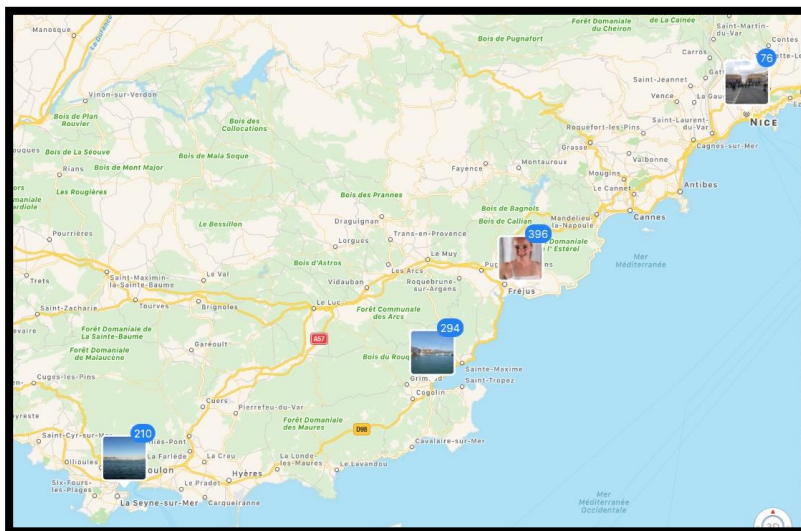 Manosque
La Durance
Forêt Domaniale
du Cheiron
de La Cainée
Saint-Martin-
du-Var
Contes
Bois de Pugnafort
Carros
76
Saint-Jeannet
Vence
NICE
Vinon-sur-Verdon
Bois de Plan
Rouvier
Bois des
Collocations
Roquefort-les-Pins
Saint-Laurent-
du-Var
Cagnes-sur-Mer
Bois de La Séouve
Rians
Bois de Mont Major
Bois de Mala Soque
Grasse
Valbonne
Fayence
Montauroux
Mougins
Le Cannet
Antibes
Les Rougières
Bois des Prannes
Bois de Bagnols
Bois de Callian
Mandelieu-
la-Napoule
Cannes
Pourrières
Le Bessillon
Draguignan
Trans-en-Provence
Lorgues
396
Domaniale
l'Estérel
Mer
Méditerranée
Bois d'Astros
Le Muy
Les Arcs
Trets
Saint-Maximin-
la-Sainte-Baume
Le Val
Vidauban
Roquebrune-
sur-Argens
Fréjus
Saint-Zacharie
Tourves
Brignoles
Le Luc
Forêt Communale
des Arcs
Forêt Domaniale de
La Sainte-Baume
Garéoult
A57
294
Forêt Domaniale
de Malaucène
Bois du Rouq
Sainte-Maxime
Saint-Tropez
Cuges-les-Pins
Cogolin
Cuers
Pierrefeu-du-Var
Forêt Domaniale
des Maures
D98
210
Saint-Cyr-sur-M
lliès-Pont
Cavalaire-sur-Mer
Ollioules
oulon
La Farlède
La Crau
La Londe-
les-Maures
Le Lavandou
Six-Fours-
les-Plages
Le Pradet
Hyères
La Seyne-sur-Mer
Carqueiranne
Mer
Méditerranée
Occidentale
3D